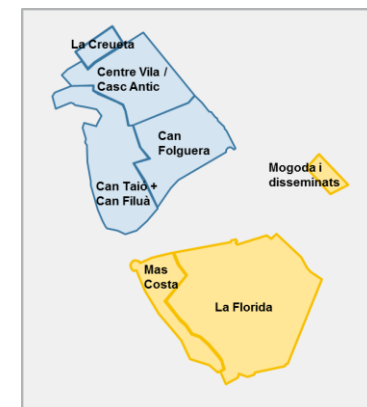 La Creueta
Centre Vila /
Casc Antic
Can
Folguera
Mogoda i
disseminats
Can Taió +
Can Filuà
Mas
Costa
La Florida